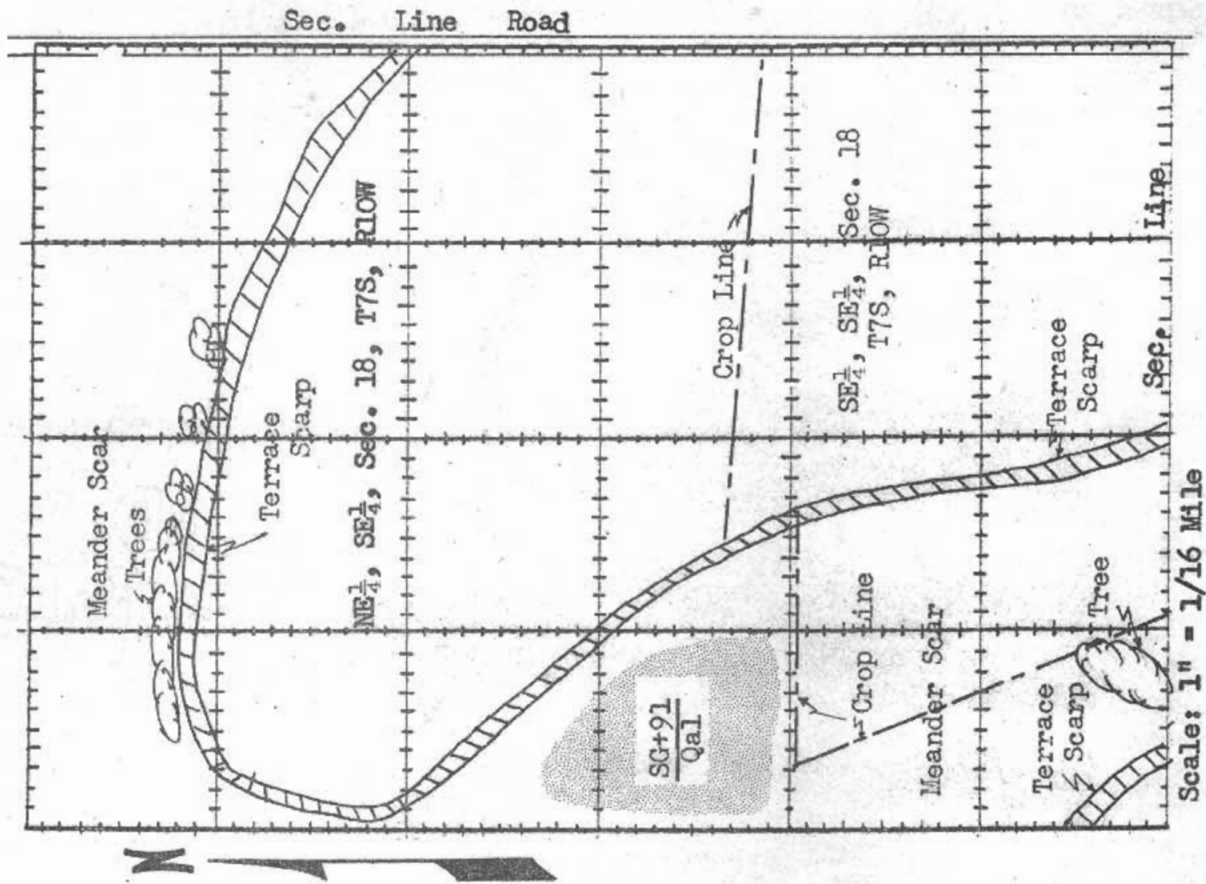 Sec. Line Road
Meander Scar
Trees
Terrace
Scarp
NE¼, SE¼, Sec. 18, T7S, R10W
Crop Line
SE¼, SE¼, Sec. 18
T7S, R10W
SG+91
Qal
Crop Line
Meander Scar
Terrace
Scarp
Terrace
Scarp
Tree
Sec. Line
Scale: 1" = 1/16 Mile
N